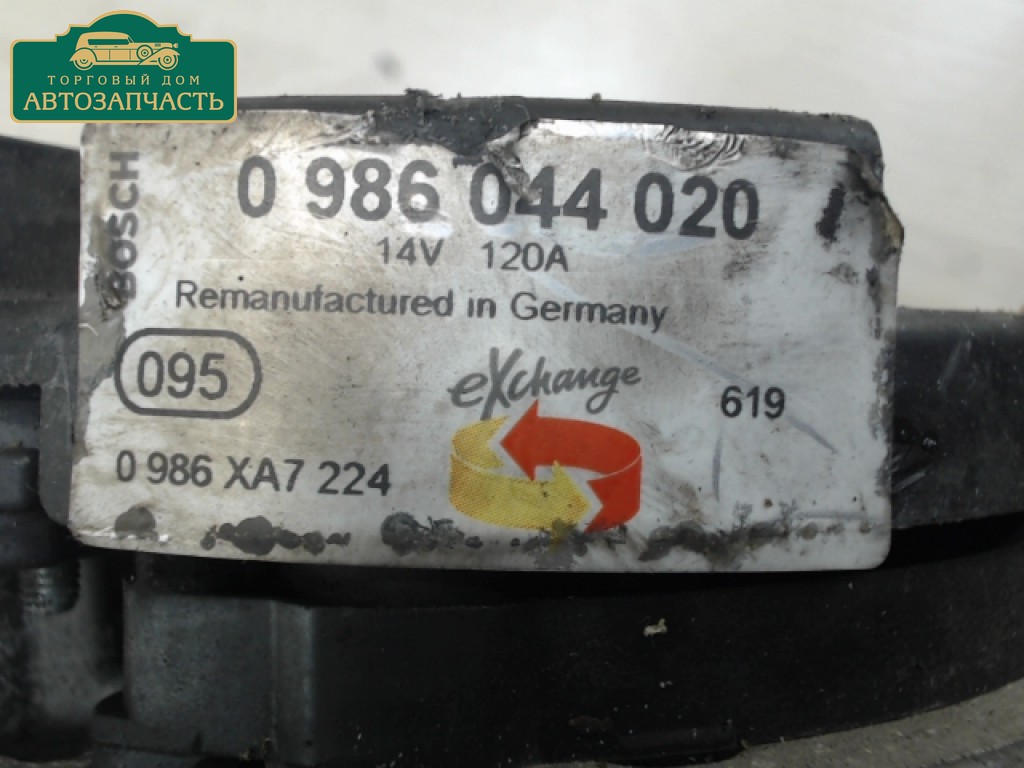 ТОРГОВЫЙ ДОМ
АВТОЗАПЧАСТЬ
BOSCH
0 986 044 020
14V 120A
Remanufactured in Germany
095
eXchange
619
0 986 XA7 224